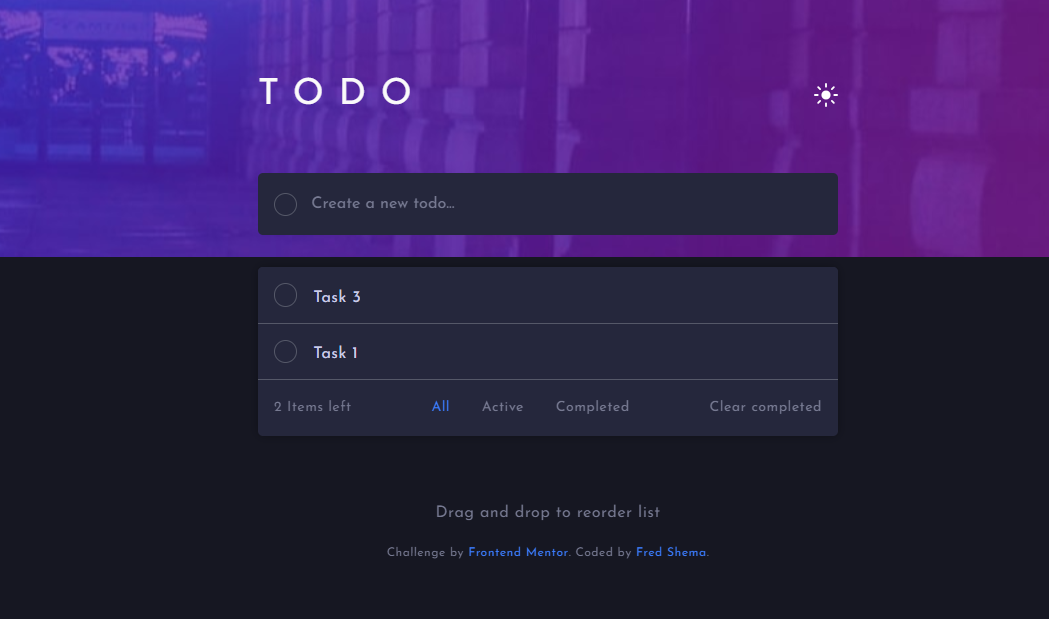 TODO
Create a new todo...
Task 3
Task 1
2 Items left All Active Completed Clear completed
Drag and drop to reorder list
Challenge by Frontend Mentor. Coded by Fred Shema.